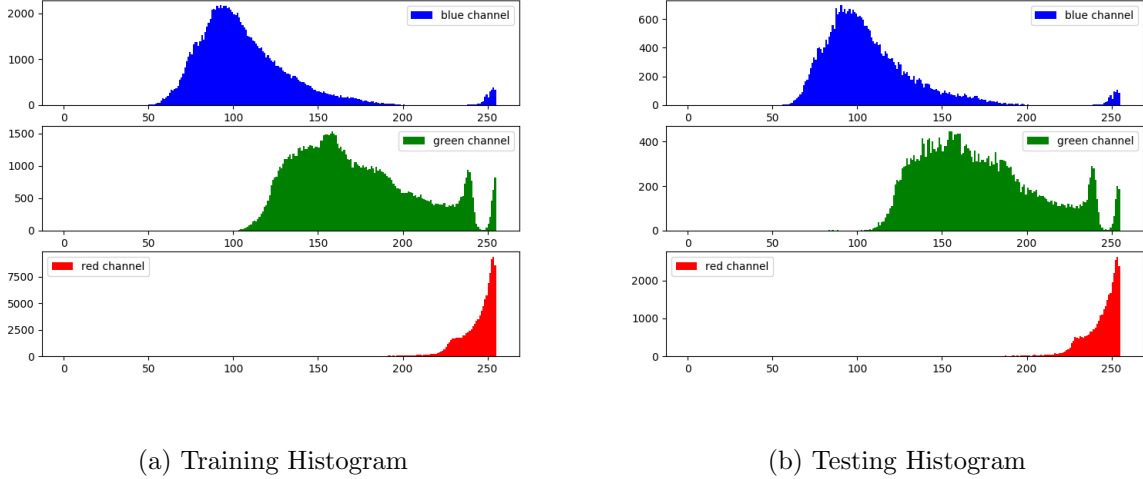 2000
1000
0
0 50 100 150 200 250
blue channel
1500
1000
500
0
0 50 100 150 200 250
green channel
7500
5000
2500
0
0 50 100 150 200 250
red channel
(a) Training Histogram
600
400
200
0
0 50 100 150 200 250
blue channel
400
200
0
0 50 100 150 200 250
green channel
2000
1000
0
0 50 100 150 200 250
red channel
(b) Testing Histogram